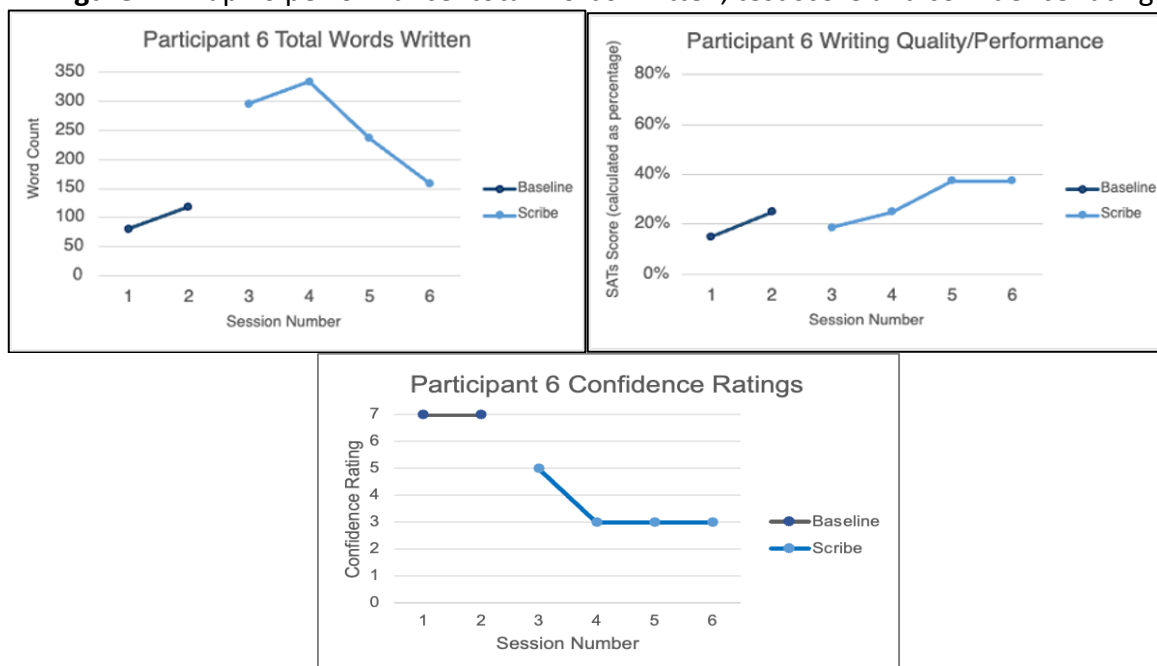 Participant 6 Total Words Written
350
300
250
200
150
100
50
0
Word Count
1 2 3 4 5 6
Session Number
Baseline
Scribe
Participant 6 Writing Quality/Performance
80%
60%
40%
20%
0%
SATs Score (calculated as percentage)
1 2 3 4 5 6
Session Number
Baseline
Scribe
Participant 6 Confidence Ratings
7
6
5
4
3
2
1
0
Confidence Rating
1 2 3 4 5 6
Session Number
Baseline
Scribe